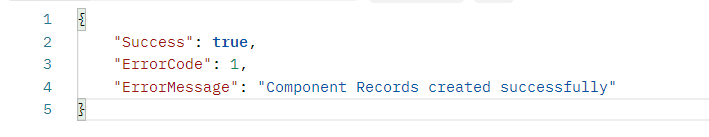 1 {
2 "Success": true,
3 "ErrorCode": 1,
4 "ErrorMessage": "Component Records created successfully"
5 }